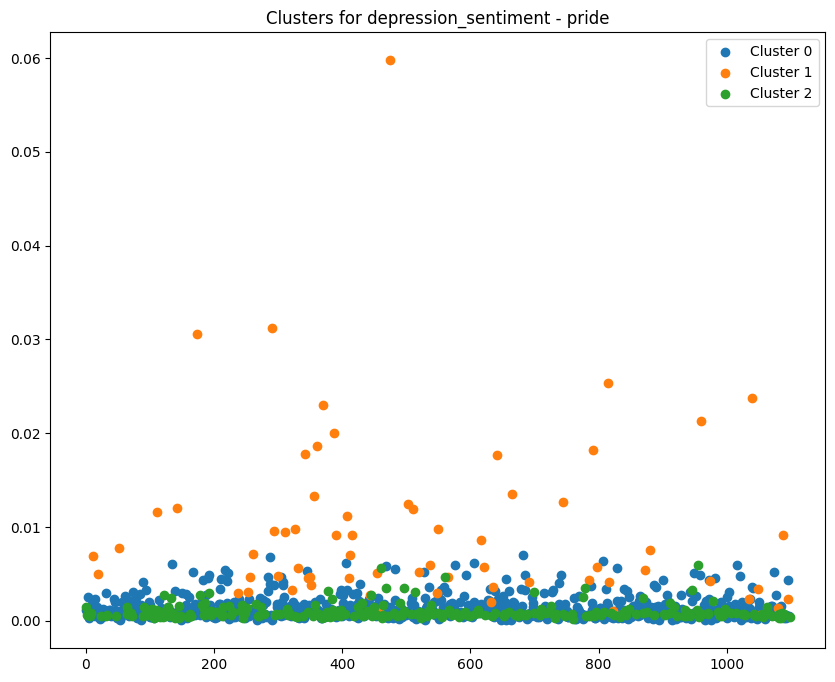 Clusters for depression_sentiment - pride
Cluster 0
Cluster 1
Cluster 2
0.06
0.05
0.04
0.03
0.02
0.01
0.00
0 200 400 600 800 1000